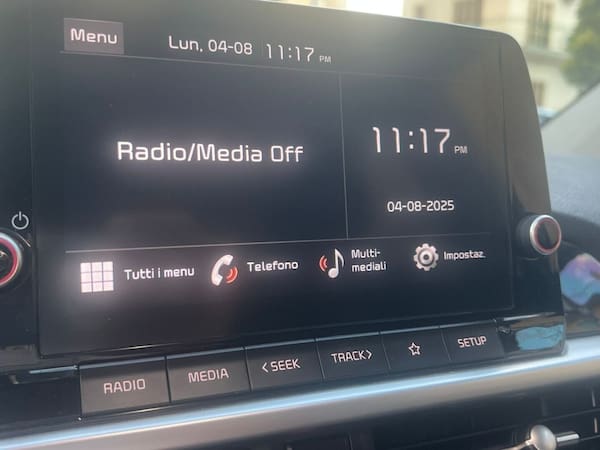 Menu
Lun, 04-08 11:17 PM
Radio/Media Off
11:17 PM
04-08-2025
Tutti i menu
Telefono
Multi-
mediali
Impostaz.
RADIO
MEDIA
< SEEK
TRACK >
SETUP